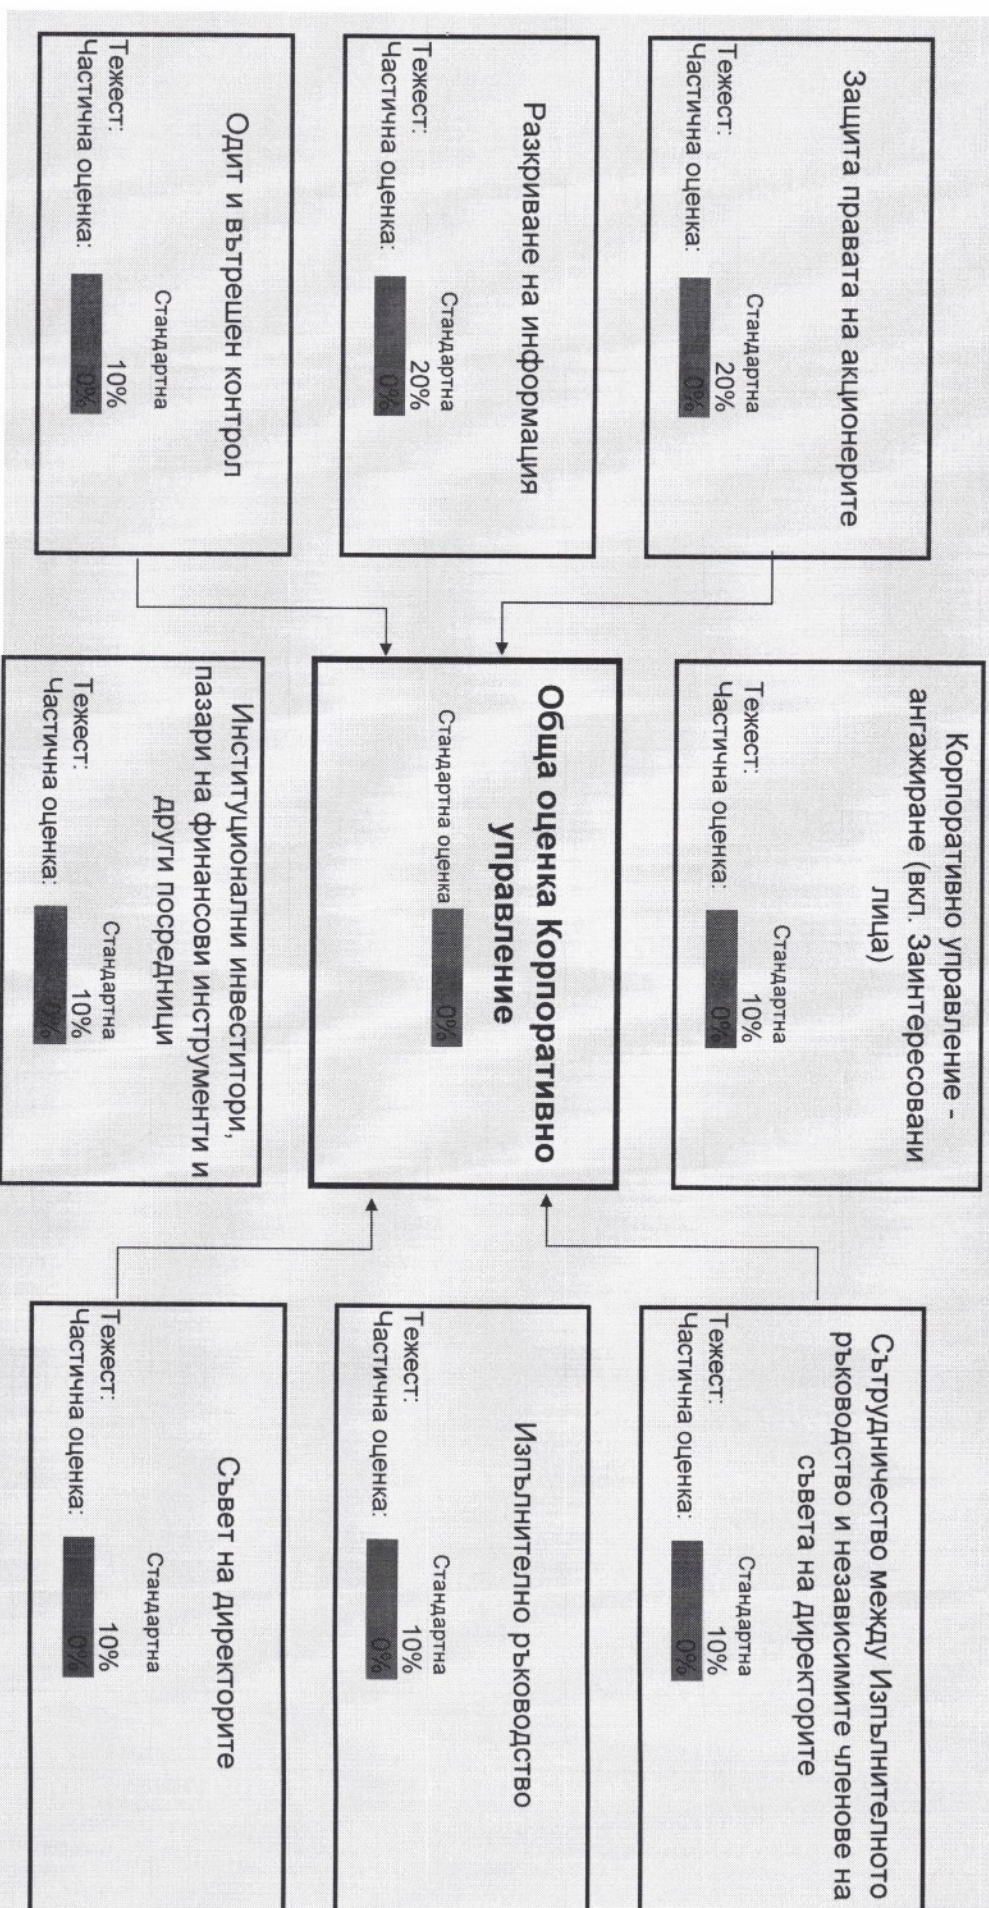 Защита правата на акционерите
Стандартна
Тежест: 20%
Частична оценка: 0%
Корпоративно управление -
ангажиране (вкл. Заинтересовани
лица)
Стандартна
Тежест: 10%
Частична оценка: 0%
Сътрудничество между Изпълнителното
ръководство и независимите членове на
съвета на директорите
Стандартна
Тежест: 10%
Частична оценка: 0%
Разкриване на информация
Стандартна
Тежест: 20%
Частична оценка: 0%
Обща оценка Корпоративно
управление
Стандартна оценка 0%
Изпълнително ръководство
Стандартна
Тежест: 10%
Частична оценка: 0%
Одит и вътрешен контрол
Стандартна
Тежест: 10%
Частична оценка: 0%
Институционални инвеститори,
пазари на финансови инструменти и
други посредници
Стандартна
Тежест: 10%
Частична оценка: 0%
Съвет на директорите
Стандартна
Тежест: 10%
Частична оценка: 0%